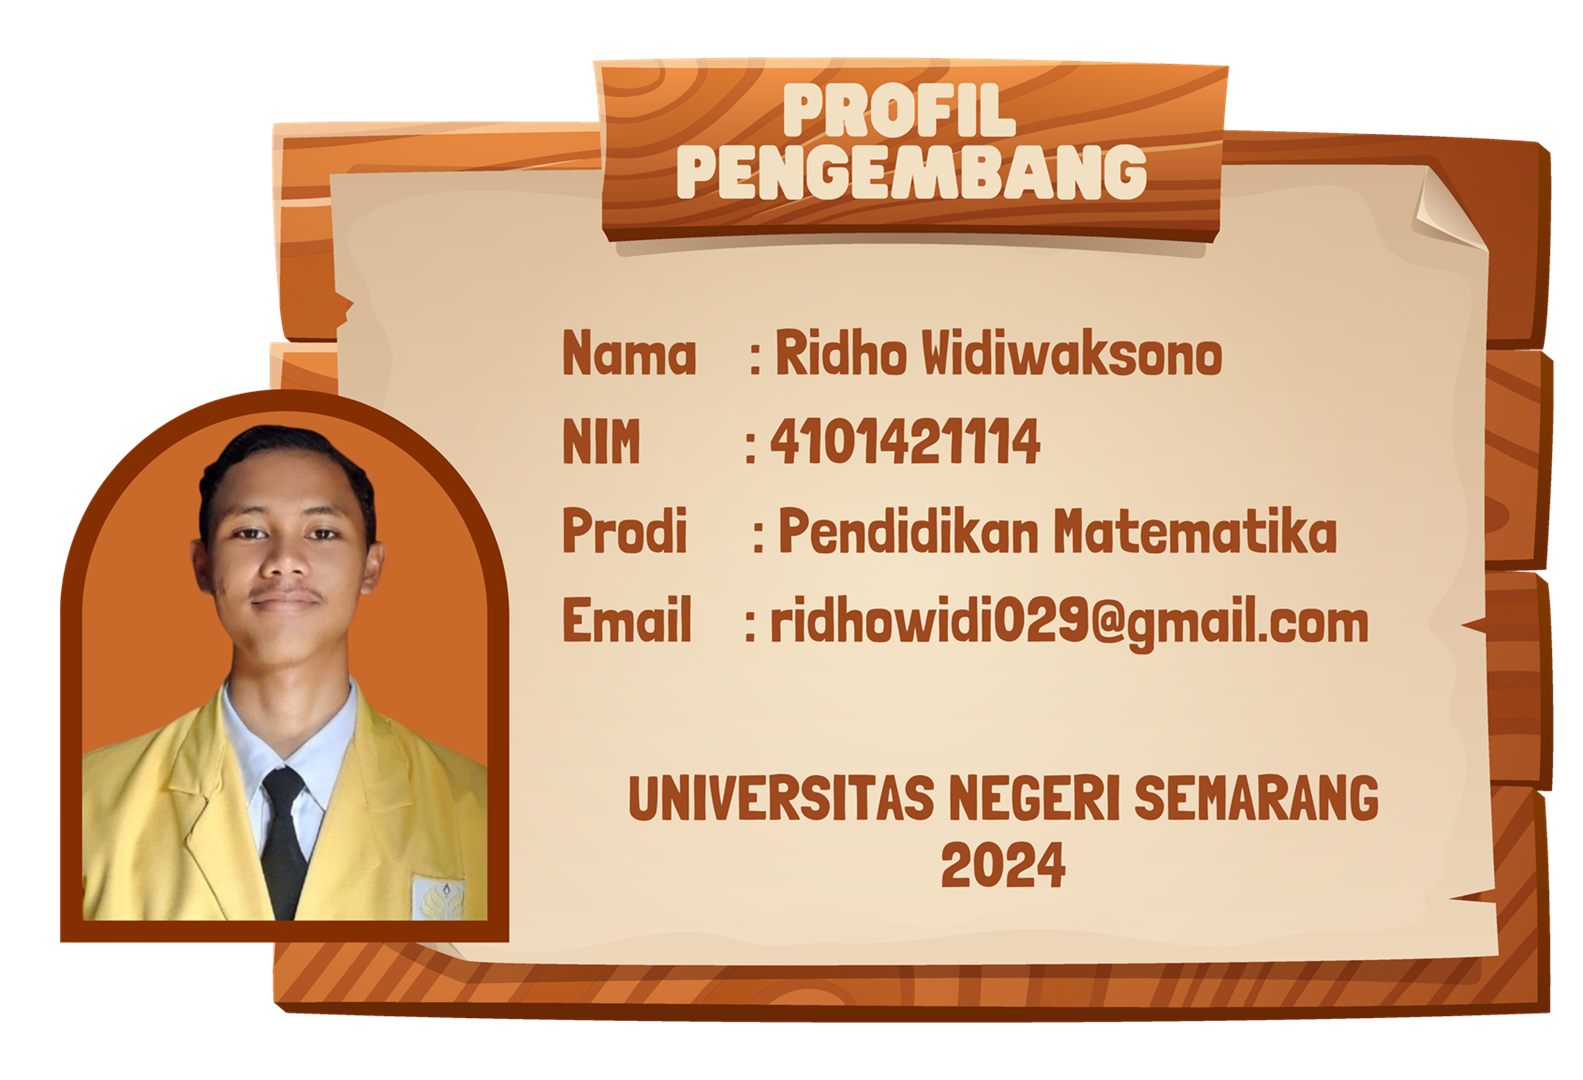 PROFIL
PENGEMBANG
Nama : Ridho Widiwaksono
NIM : 4101421114
Prodi : Pendidikan Matematika
Email : ridhowidi029@gmail.com
UNIVERSITAS NEGERI SEMARANG
2024